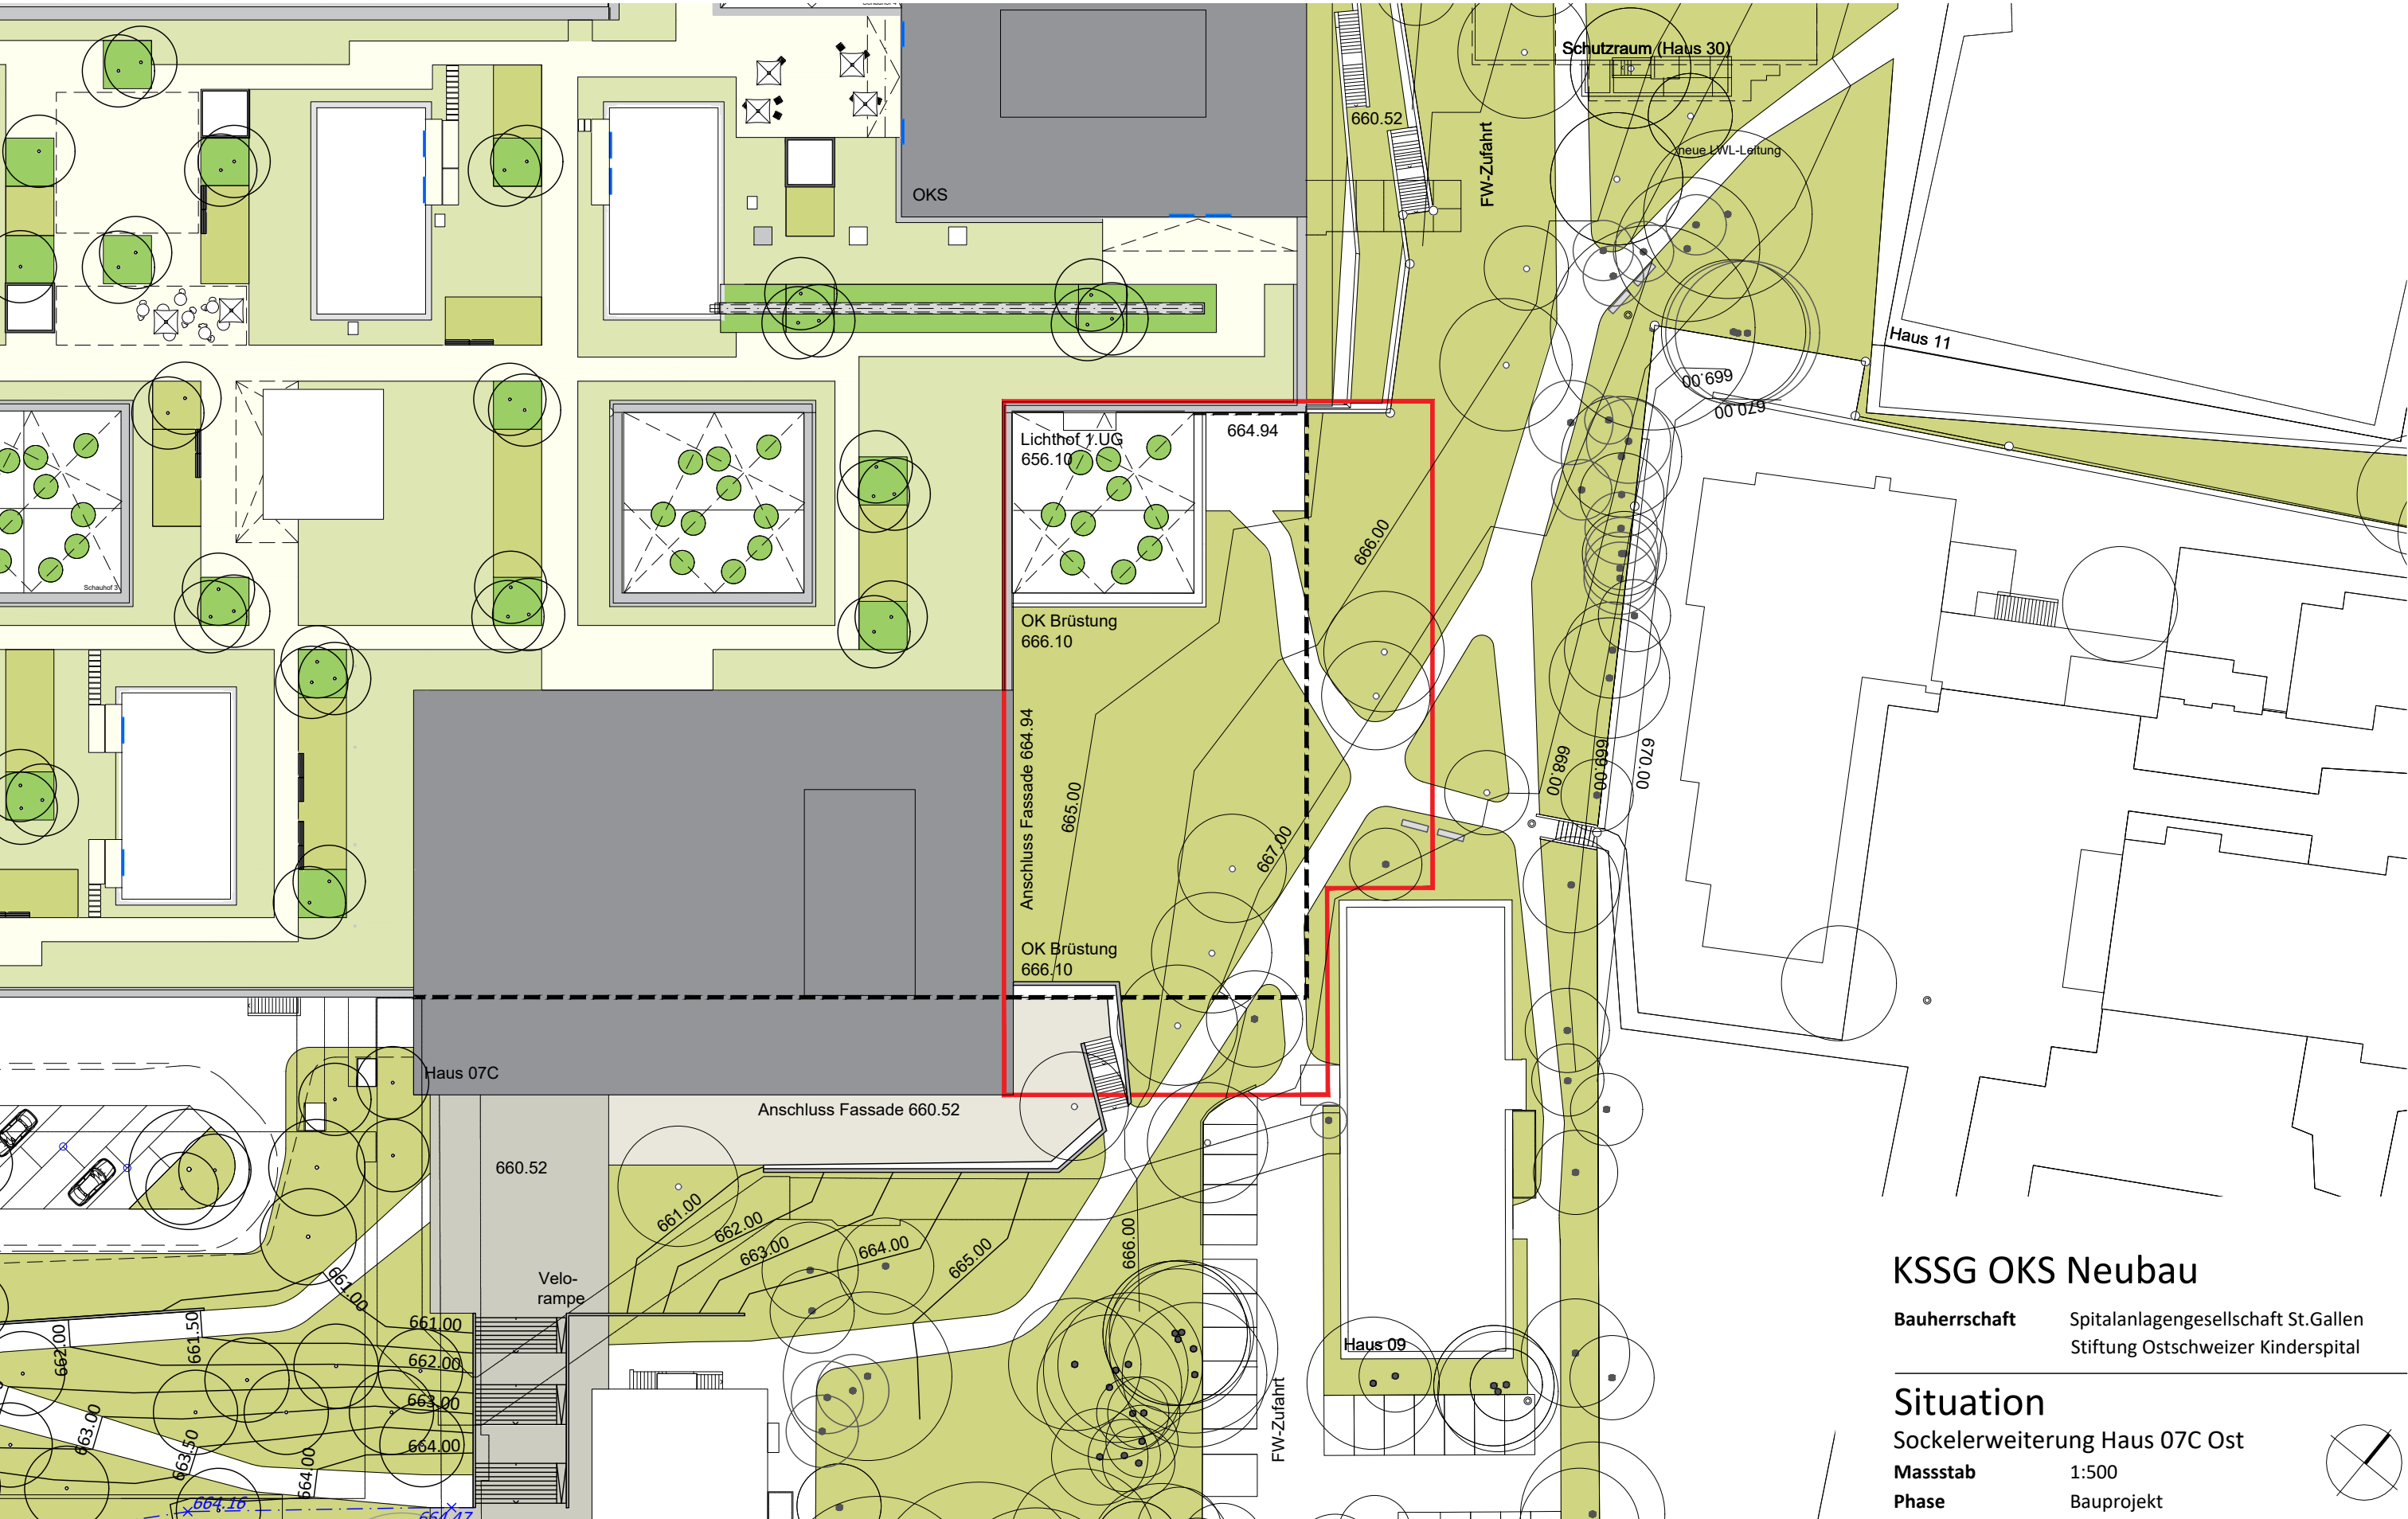 Schutzraum (Haus 30)
660.52
FW-Zufahrt
neue LWL-Leitung
OKS
Haus 11
669.00
670.00
Lichthof 1.UG
656.10
664.94
666.00
Schauhof 3
OK Brüstung
666.10
Anschluss Fassade 664.94
665.00
667.00
668.00
669.00
670.00
OK Brüstung
666.10
Haus 07C
Anschluss Fassade 660.52
660.52
661.00
662.00
663.00
664.00
665.00
666.00
Velo-
rampe
661.00
661.00
661.50
662.00
662.00
663.00
663.00
663.50
664.00
664.00
664.16
664.47
Haus 09
FW-Zufahrt
KSSG OKS Neubau
Bauherrschaft Spitalanlagengesellschaft St.Gallen
Stiftung Ostschweizer Kinderspital
Situation
Sockelerweiterung Haus 07C Ost
Massstab 1:500
Phase Bauprojekt